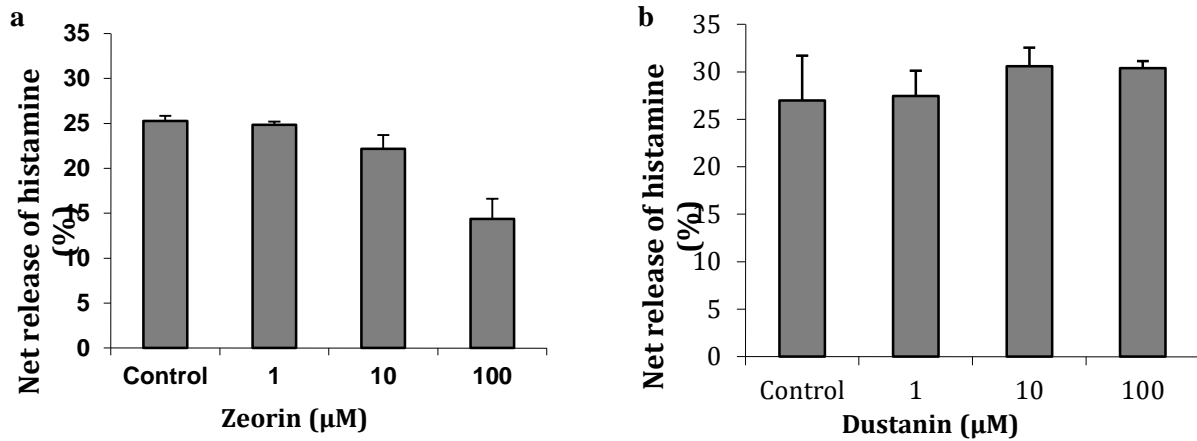 a
Net release of histamine
(%)
35
30
25
20
15
10
5
0
Control 1 10 100
Zeorin (µM)
b
Net release of histamine
(%)
35
30
25
20
15
10
5
0
Control 1 10 100
Dustanin (µM)